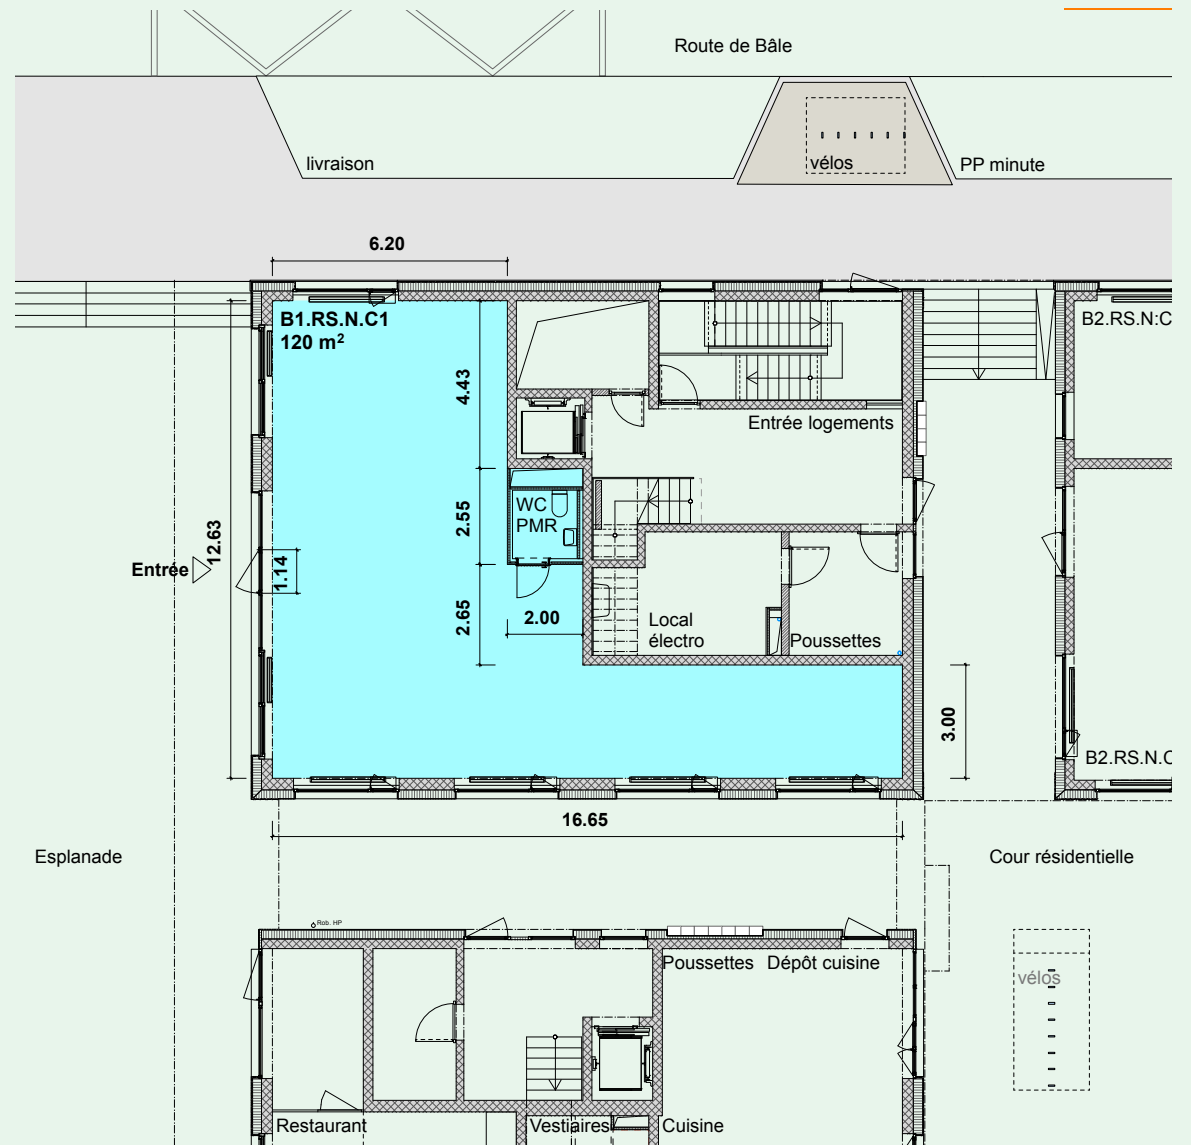 Route de Bâle
livraison
vélos
PP minute
6.20
B1.RS.N.C1
120 m²
B2.RS.N:C
4.43
Entrée logements
WC
PMR
2.55
12.63
Entrée
1.14
2.65
2.00
Local
électro
Poussettes
3.00
B2.RS.N.C
16.65
Esplanade
Cour résidentielle
Rob. HP
Poussettes
Dépôt cuisine
vélos
Restaurant
Vestiaires
Cuisine